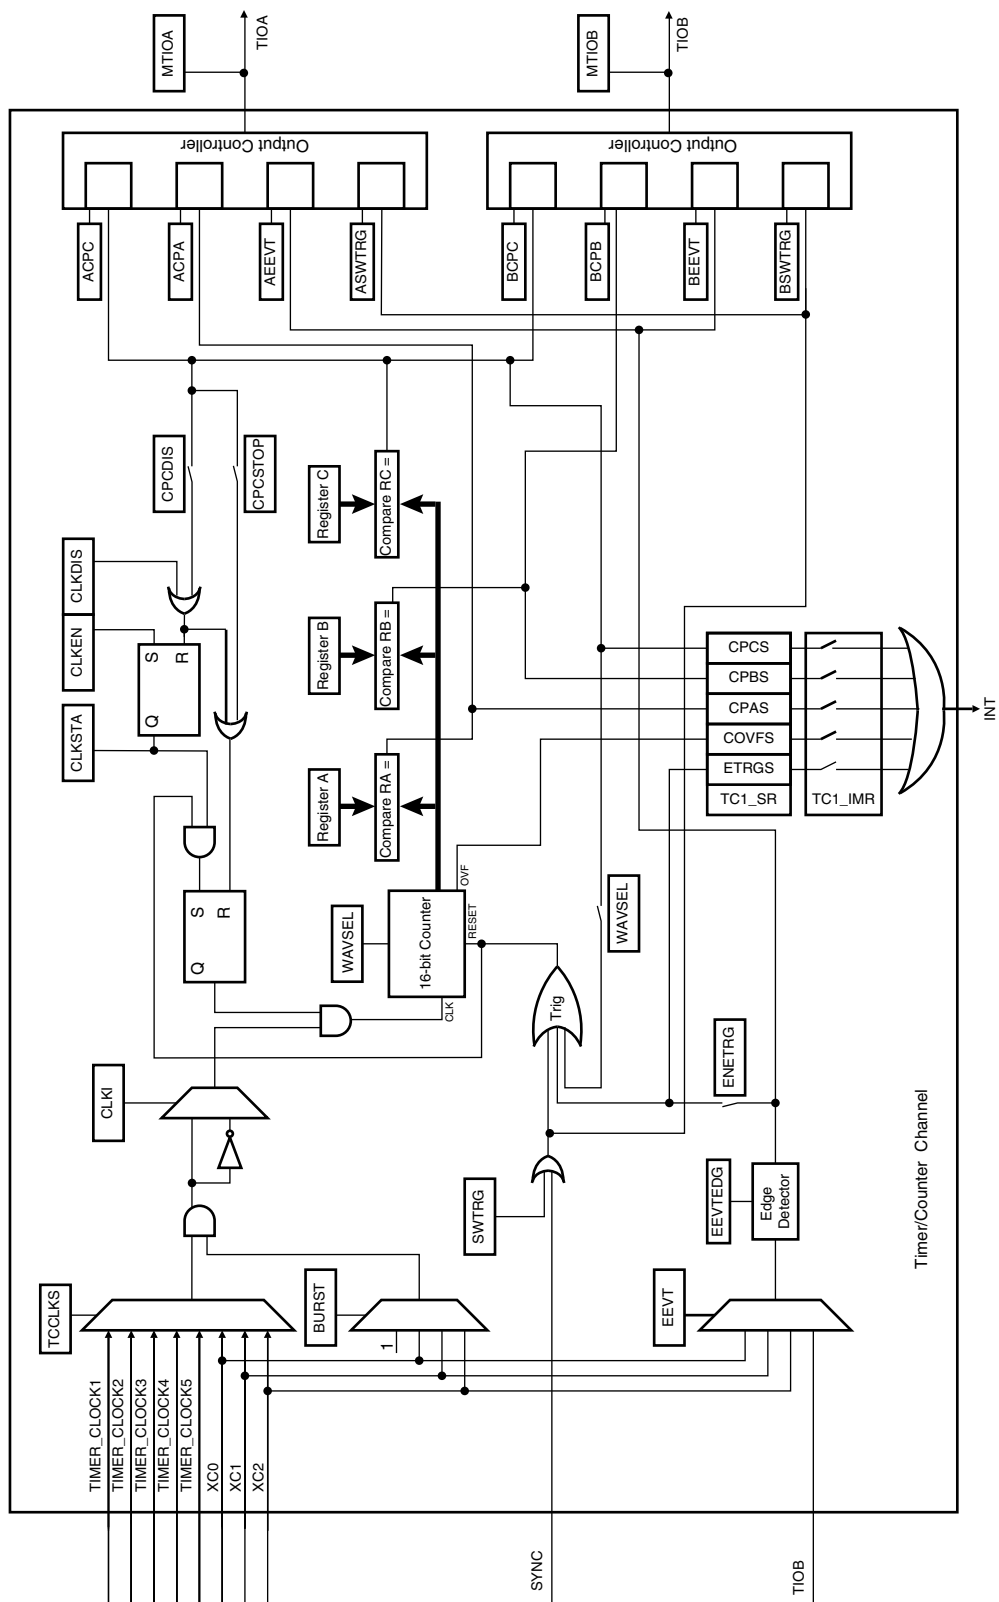 TIMER_CLOCK1
TIMER_CLOCK2
TIMER_CLOCK3
TIMER_CLOCK4
TIMER_CLOCK5
XC0
XC1
XC2
TCCLKS
CLKI
CLKSTA
CLKEN
CLKDIS
Q
S
R
Q
S
R
CPCDIS
CPCSTOP
ACPC
ACPA
AEEVT
ASWTRG
Output Controller
MTIOA
TIOA
BURST
1
WAVSEL
16-bit Counter
CLK
RESET
OVF
Register A
Register B
Register C
Compare RA =
Compare RB =
Compare RC =
SYNC
SWTRG
Trig
WAVSEL
BCPC
BCPB
BEEVT
BSWTRG
Output Controller
MTIOB
TIOB
TIOB
EEVT
EEVTEDG
Edge
Detector
ENETRG
CPCS
CPBS
CPAS
COVFS
ETRGS
TC1_SR
TC1_IMR
INT
Timer/Counter Channel